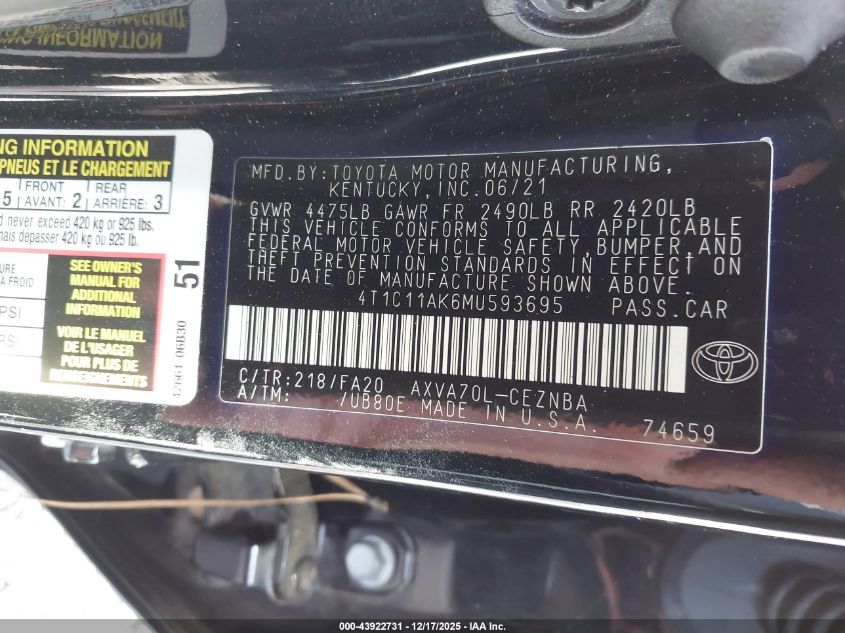 NG INFORMATION
PNEUS ET LE CHARGEMENT
5 FRONT AVANT: 2 REAR ARRIÈRE: 3
never exceed 420 kg or 925 lbs.
mais dépasser 420 kg ou 925 lb.
URE
A FROID
PSI
PSI
SEE OWNER'S
MANUAL FOR
ADDITIONAL
INFORMATION
VOIR LE MANUEL
DE L'USAGER
POUR PLUS DE
RENSEIGNEMENTS
51
42661 06B30
MFD.BY:TOYOTA MOTOR MANUFACTURING,
KENTUCKY,INC.06/21
GVWR 4475LB GAWR FR 2490LB RR 2420LB
THIS VEHICLE CONFORMS TO ALL APPLICABLE
FEDERAL MOTOR VEHICLE SAFETY, BUMPER,AND
THEFT PREVENTION STANDARDS IN EFFECT ON
THE DATE OF MANUFACTURE SHOWN ABOVE.
4T1C11AK6MU593695 PASS.CAR
C/TR:218/FA20 AXVA70L-CEZNBA
A/TM: /UB80E MADE IN U.S.A.
74659
000-43922731 - 12/17/2025 - IAA, Inc.